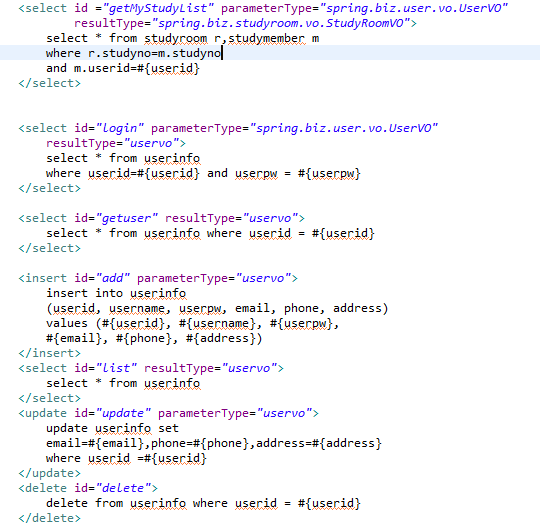 <select id ="getMyStudyList" parameterType="spring.biz.user.vo.UserVO"
resultType="spring.biz.studyroom.vo.StudyRoomVO">
select * from studyroom r,studymember m
where r.studyno=m.studyno
and m.userid=#{userid}
</select>
<select id="login" parameterType="spring.biz.user.vo.UserVO"
resultType="uservo">
select * from userinfo
where userid=#{userid} and userpw = #{userpw}
</select>
<select id="getuser" resultType="uservo">
select * from userinfo where userid = #{userid}
</select>
<insert id="add" parameterType="uservo">
insert into userinfo
(userid, username, userpw, email, phone, address)
values (#{userid}, #{username}, #{userpw},
#{email}, #{phone}, #{address})
</insert>
<select id="list" resultType="uservo">
select * from userinfo
</select>
<update id="update" parameterType="uservo">
update userinfo set
email=#{email},phone=#{phone},address=#{address}
where userid =#{userid}
</update>
<delete id="delete">
delete from userinfo where userid = #{userid}
</delete>